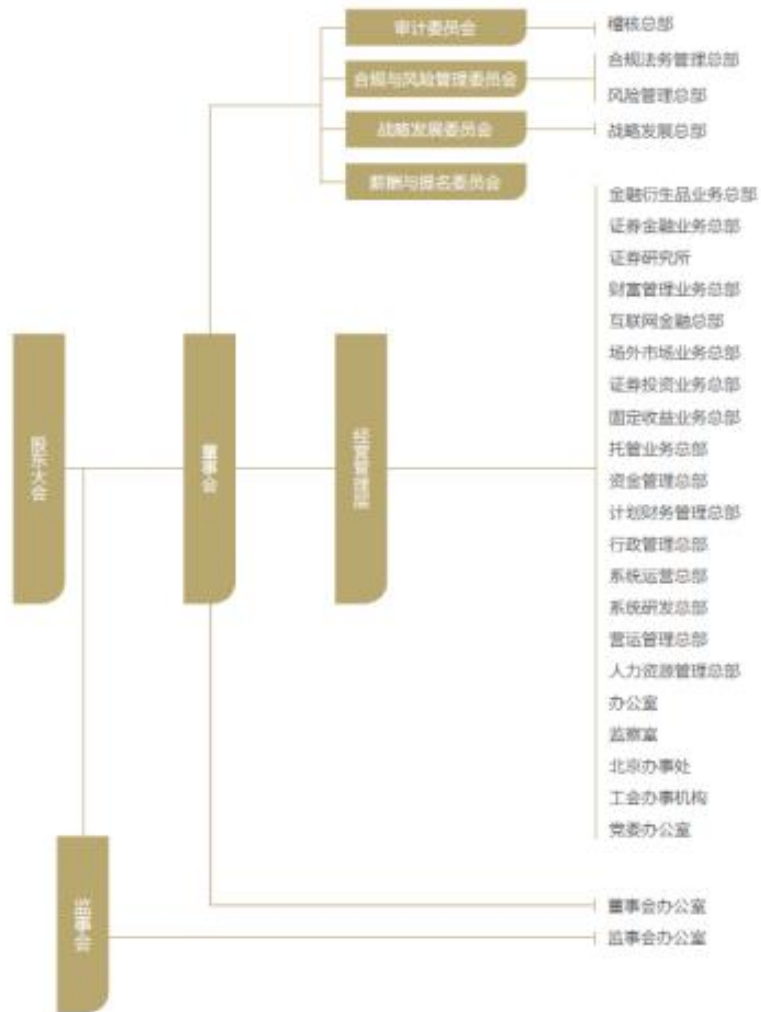 审计委员会
稽核总部
合规与风险管理委员会
合规法务管理总部
风险管理总部
战略发展委员会
战略发展总部
薪酬与提名委员会
金融衍生品业务总部
证券金融业务总部
证券研究所
财富管理业务总部
互联网金融总部
场外市场业务总部
证券投资业务总部
固定收益业务总部
托管业务总部
资金管理总部
计划财务管理总部
行政管理总部
系统运营总部
系统研发总部
营运管理总部
人力资源管理总部
办公室
监察室
北京办事处
工会办事机构
党委办公室
股东大会
董事会
经营管理层
监事会
董事会办公室
监事会办公室